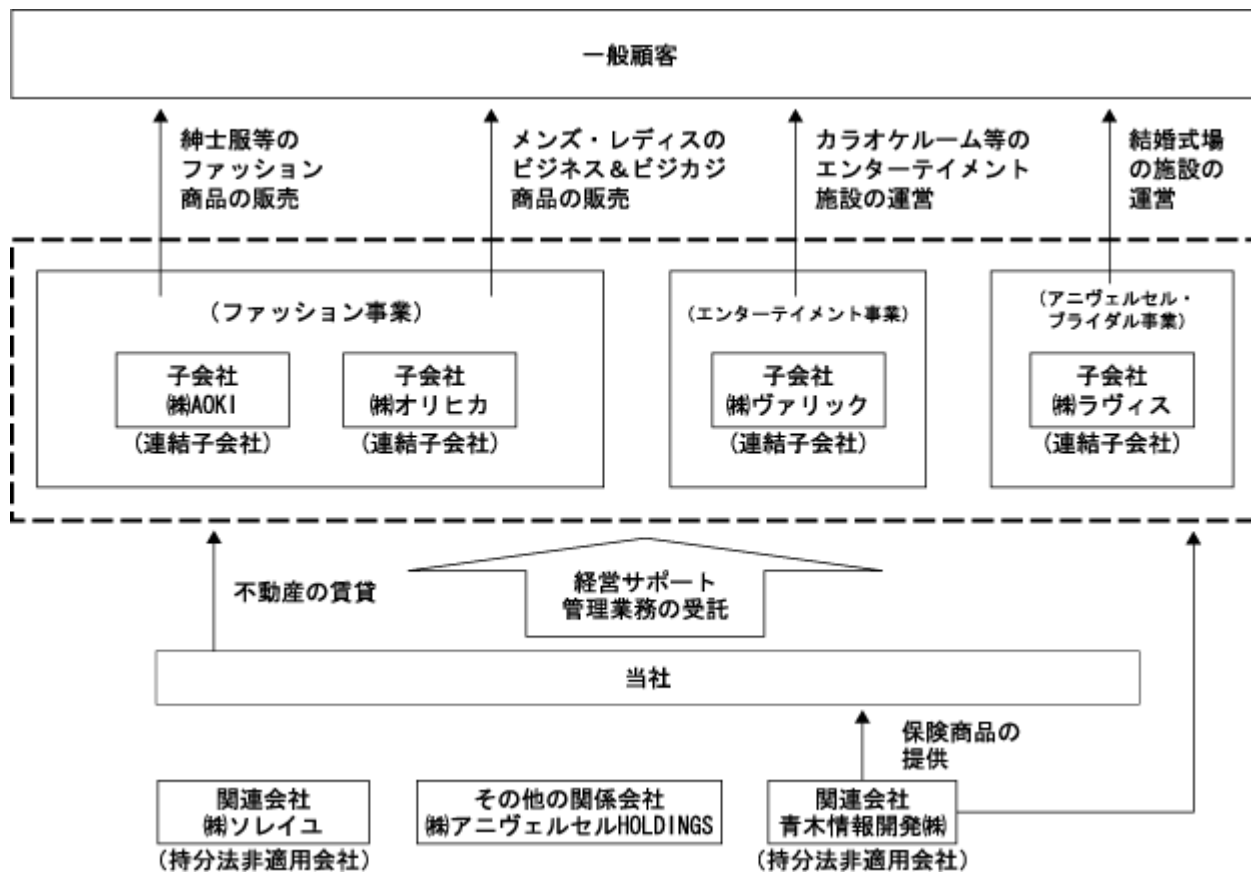 一般顧客
紳士服等の
ファッション
商品の販売
メンズ・レディスの
ビジネス＆ビジカジ
商品の販売
カラオケルーム等の
エンターテイメント
施設の運営
結婚式場
の施設の
運営
（ファッション事業）
子会社
㈱AOKI
（連結子会社）
子会社
㈱オリヒカ
（連結子会社）
（エンターテイメント事業）
子会社
㈱ヴァリック
（連結子会社）
（アニヴェルセル・
ブライダル事業）
子会社
㈱ラヴィス
（連結子会社）
不動産の賃貸
経営サポート
管理業務の受託
当社
保険商品の
提供
関連会社
㈱ソレイユ
（持分法非適用会社）
その他の関係会社
㈱アニヴェルセルHOLDINGS
関連会社
青木情報開発㈱
（持分法非適用会社）